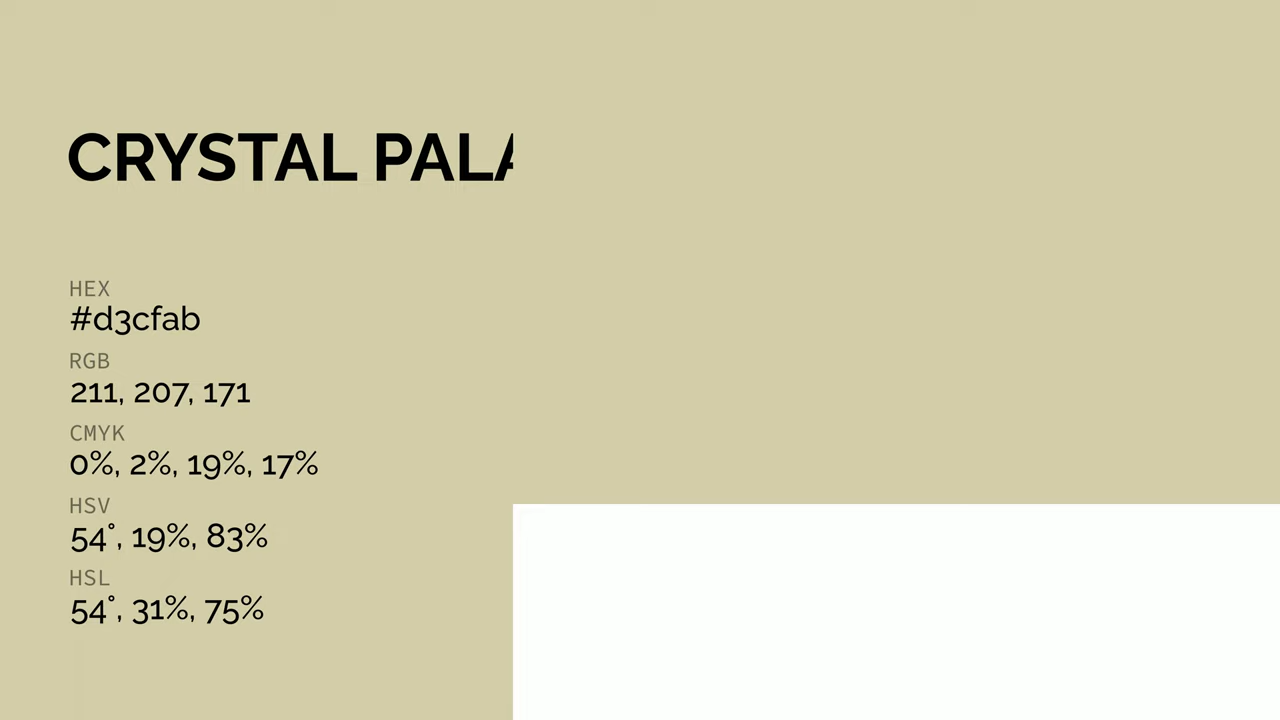 CRYSTAL PALA
HEX
#d3cfab
RGB
211, 207, 171
CMYK
0%, 2%, 19%, 17%
HSV
54°, 19%, 83%
HSL
54°, 31%, 75%